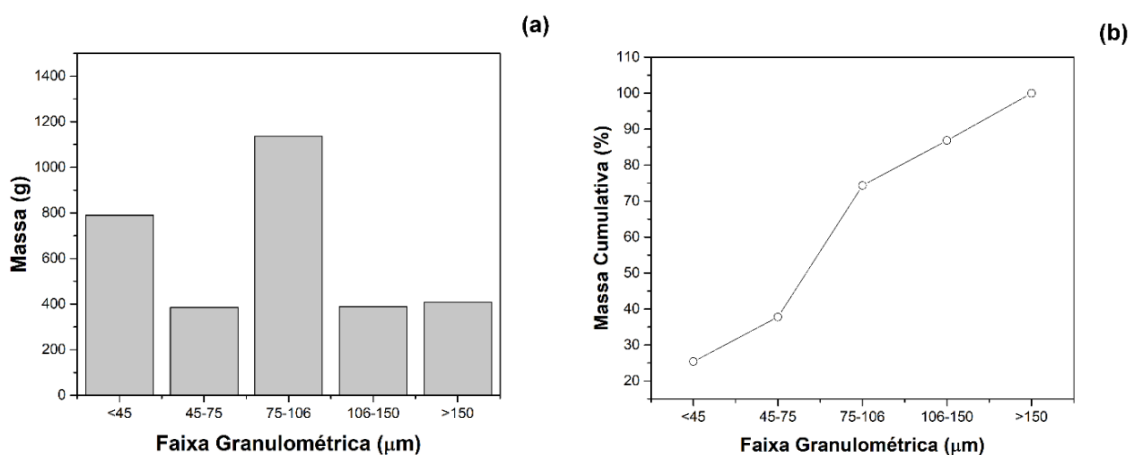 (a)
1400
1200
1000
800
600
400
200
0
Massa (g)
<45 45-75 75-106 106-150 >150
Faixa Granulométrica (μm)
(b)
110
100
90
80
70
60
50
40
30
20
Massa Cumulativa (%)
<45 45-75 75-106 106-150 >150
Faixa Granulométrica (μm)